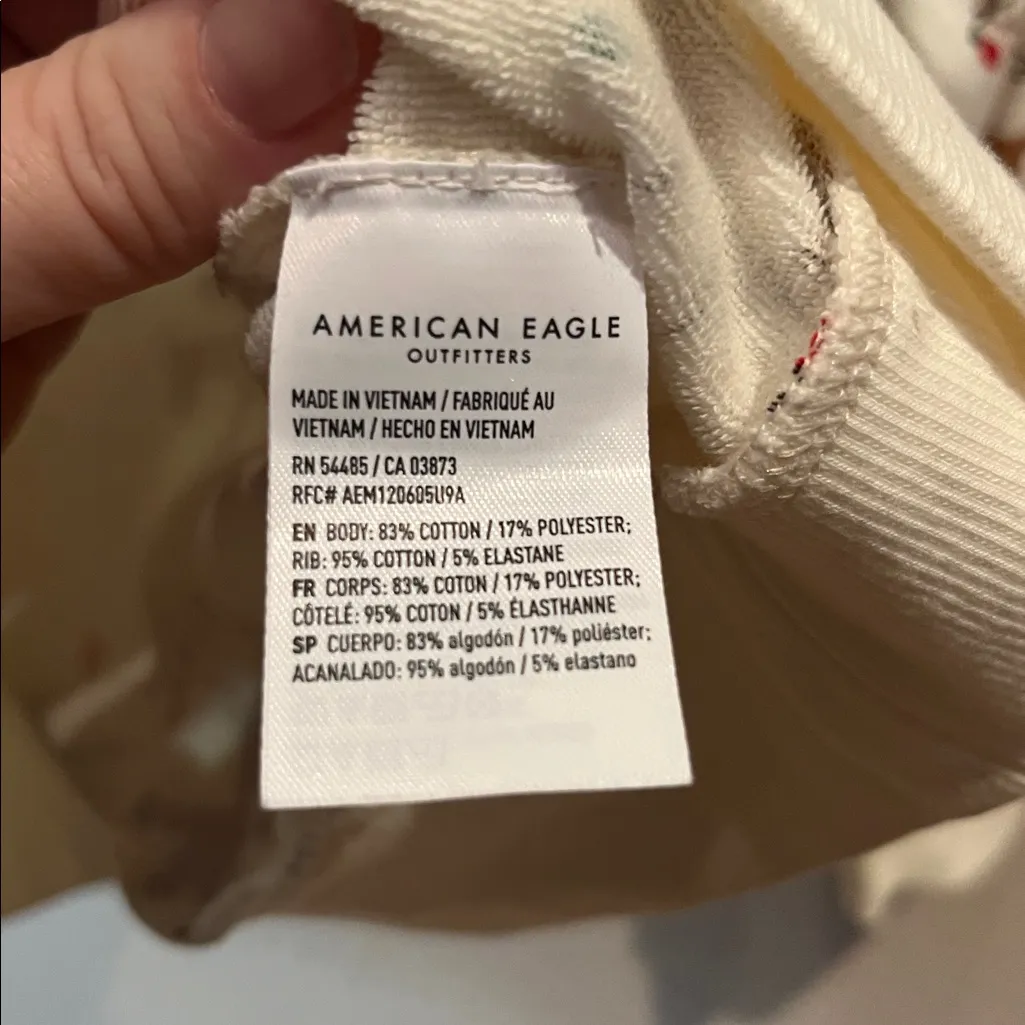 AMERICAN EAGLE
OUTFITTERS
MADE IN VIETNAM / FABRIQUÉ AU
VIETNAM / HECHO EN VIETNAM
RN 54485 / CA 03873
RFC# AEM120605U9A
EN BODY: 83% COTTON / 17% POLYESTER;
RIB: 95% COTTON / 5% ELASTANE
FR CORPS: 83% COTON / 17% POLYESTER;
CÔTELÉ: 95% COTON / 5% ÉLASTHANNE
SP CUERPO: 83% algodón / 17% poliéster;
ACANALADO: 95% algodón / 5% elastano